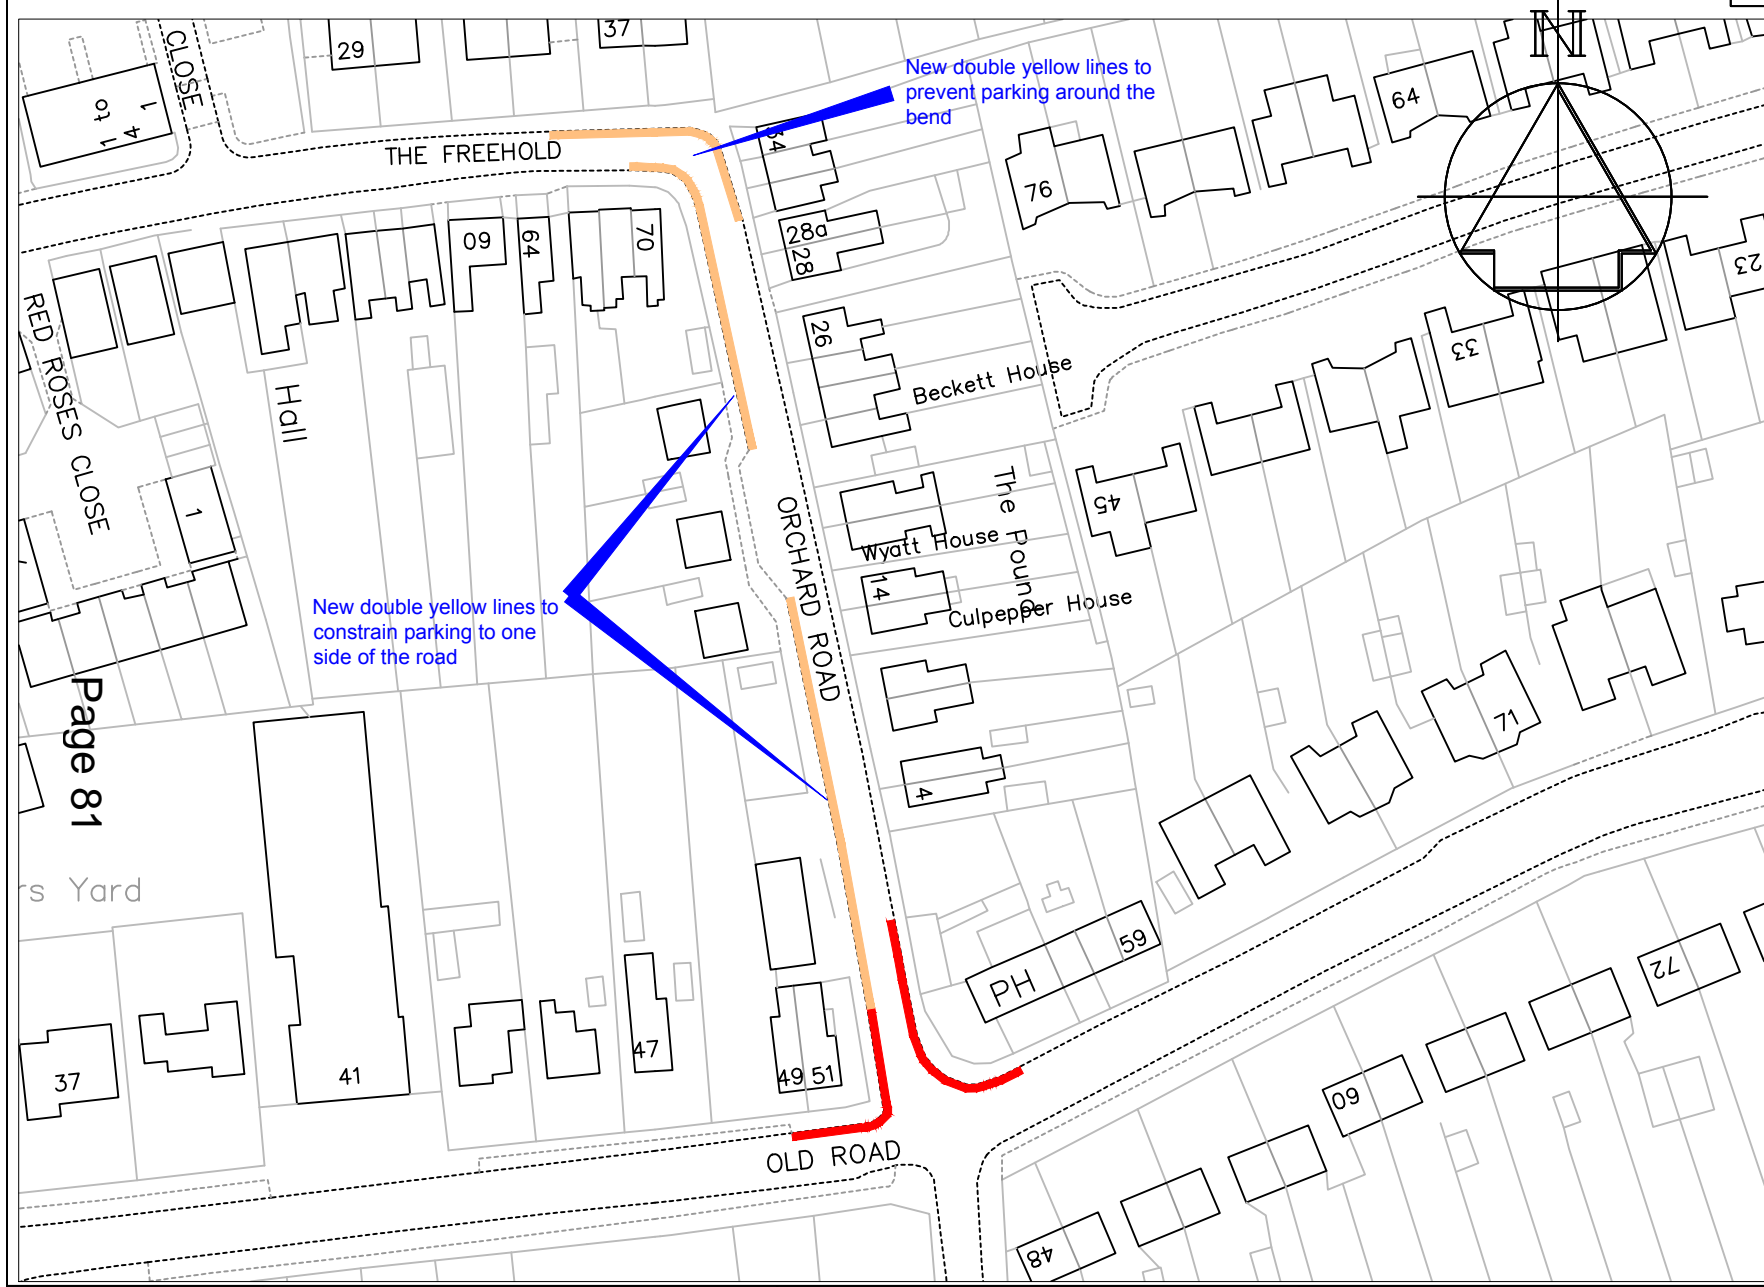 N
CLOSE
29
37
New double yellow lines to
prevent parking around the
bend
1 to 14
THE FREEHOLD
34
64
76
28a
28
60
64
70
23
RED ROSES CLOSE
26
33
Hall
Beckett House
45
1
ORCHARD ROAD
The Pound
Wyatt House
14
Culpepper House
New double yellow lines to
constrain parking to one
side of the road
Page 81
71
4
rs Yard
59
PH
72
37
41
47
49 51
60
OLD ROAD
48